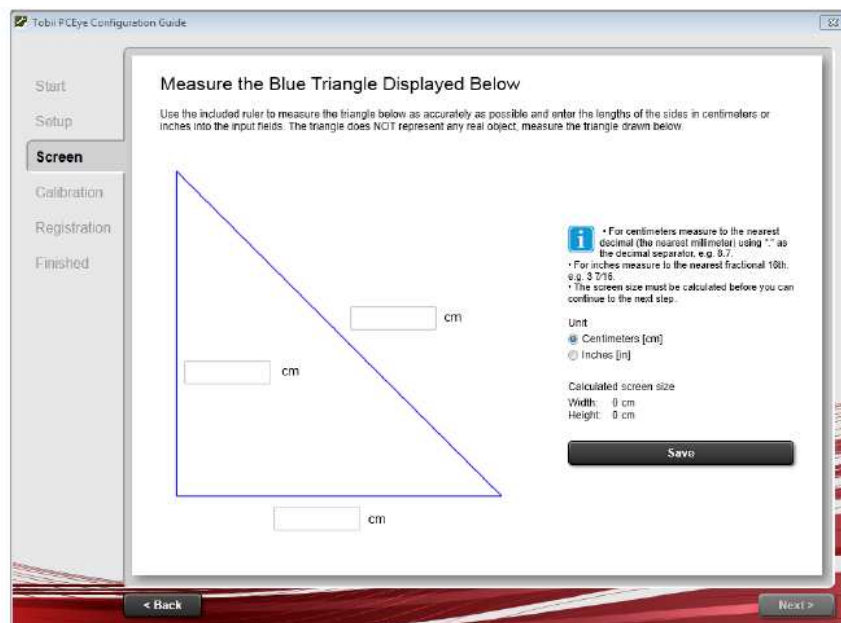 Tobii PCEye Configuration Guide
Start
Setup
Screen
Calibration
Registration
Finished
Measure the Blue Triangle Displayed Below
Use the included ruler to measure the triangle below as accurately as possible and enter the lengths of the sides in centimeters or
inches into the input fields. The triangle does NOT represent any real object, measure the triangle drawn below.
cm
cm
cm
• For centimeters measure to the nearest
decimal (the nearest millimeter) using "." as
the decimal separator, e.g. 8.7.
• For inches measure to the nearest fractional 16th.
e.g. 3 7/16.
• The screen size must be calculated before you can
continue to the next step.
Unit
Centimeters [cm]
Inches [in]
Calculated screen size
Width: 0 cm
Height: 0 cm
Save
< Back
Next >